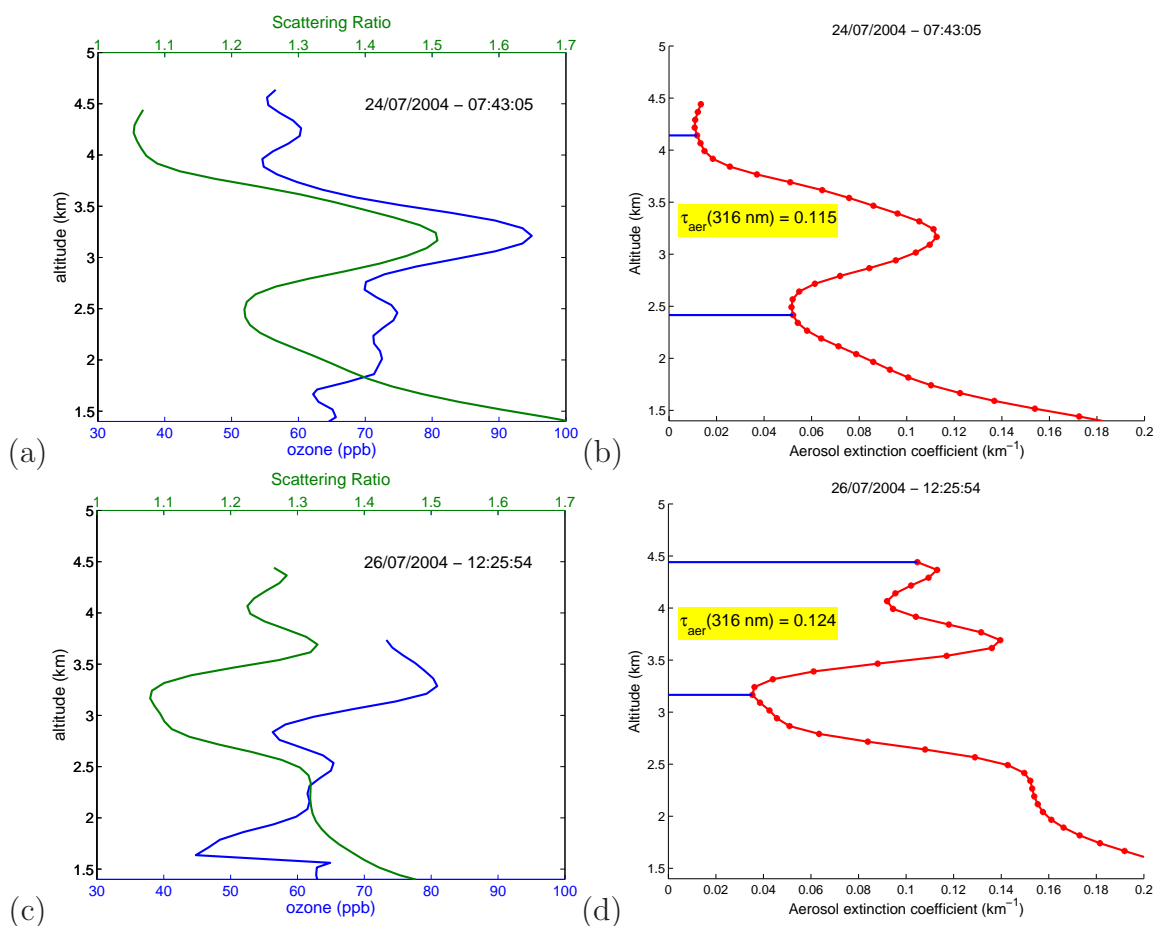 Scattering Ratio
1 1.1 1.2 1.3 1.4 1.5 1.6 1.7
24/07/2004 – 07:43:05
5
4.5
4
3.5
3
2.5
2
1.5
altitude (km)
30 40 50 60 70 80 90 100
ozone (ppb)
(a)
24/07/2004 – 07:43:05
5
4.5
4
3.5
3
2.5
2
1.5
Altitude (km)
τaer(316 nm) = 0.115
0 0.02 0.04 0.06 0.08 0.1 0.12 0.14 0.16 0.18 0.2
Aerosol extinction coefficient (km⁻¹)
(b)
Scattering Ratio
1 1.1 1.2 1.3 1.4 1.5 1.6 1.7
26/07/2004 – 12:25:54
5
4.5
4
3.5
3
2.5
2
1.5
altitude (km)
30 40 50 60 70 80 90 100
ozone (ppb)
(c)
26/07/2004 – 12:25:54
5
4.5
4
3.5
3
2.5
2
1.5
Altitude (km)
τaer(316 nm) = 0.124
0 0.02 0.04 0.06 0.08 0.1 0.12 0.14 0.16 0.18 0.2
Aerosol extinction coefficient (km⁻¹)
(d)